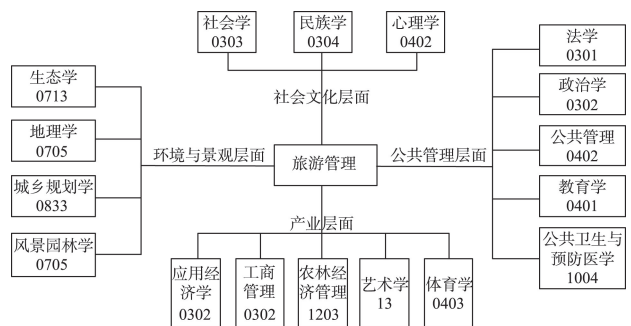 社会学
0303
民族学
0304
心理学
0402
社会文化层面
生态学
0713
地理学
0705
城乡规划学
0833
风景园林学
0705
环境与景观层面
旅游管理
公共管理层面
法学
0301
政治学
0302
公共管理
0402
教育学
0401
公共卫生与
预防医学
1004
产业层面
应用经
济学
0302
工商
管理
0302
农林经
济管理
1203
艺术学
13
体育学
0403